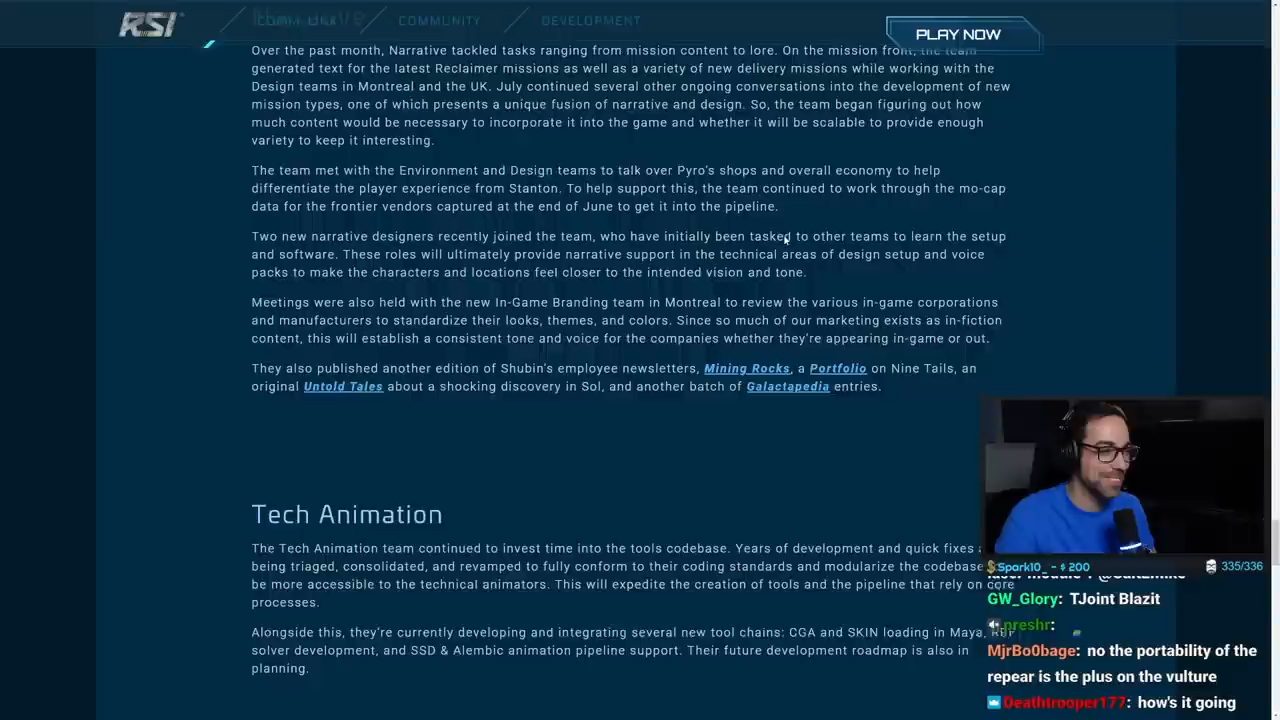 RSI
COMM-LINK
COMMUNITY
DEVELOPMENT
PLAY NOW
Narrative
Over the past month, Narrative tackled tasks ranging from mission content to lore. On the mission front, the team
generated text for the latest Reclaimer missions as well as a variety of new delivery missions while working with the
Design teams in Montreal and the UK. July continued several other ongoing conversations into the development of new
mission types, one of which presents a unique fusion of narrative and design. So, the team began figuring out how
much content would be necessary to incorporate it into the game and whether it will be scalable to provide enough
variety to keep it interesting.
The team met with the Environment and Design teams to talk over Pyro's shops and overall economy to help
differentiate the player experience from Stanton. To help support this, the team continued to work through the mo-cap
data for the frontier vendors captured at the end of June to get it into the pipeline.
Two new narrative designers recently joined the team, who have initially been tasked to other teams to learn the setup
and software. These roles will ultimately provide narrative support in the technical areas of design setup and voice
packs to make the characters and locations feel closer to the intended vision and tone.
Meetings were also held with the new In-Game Branding team in Montreal to review the various in-game corporations
and manufacturers to standardize their looks, themes, and colors. Since so much of our marketing exists as in-fiction
content, this will establish a consistent tone and voice for the companies whether they're appearing in-game or out.
They also published another edition of Shubin's employee newsletters, Mining Rocks, a Portfolio on Nine Tails, an
original Untold Tales about a shocking discovery in Sol, and another batch of Galactapedia entries.
Tech Animation
The Tech Animation team continued to invest time into the tools codebase. Years of development and quick fixes
being triaged, consolidated, and revamped to fully conform to their coding standards and modularize the codebase
be more accessible to the technical animators. This will expedite the creation of tools and the pipeline that rely on core
processes.
Alongside this, they're currently developing and integrating several new tool chains: CGA and SKIN loading in Maya,
solver development, and SSD & Alembic animation pipeline support. Their future development roadmap is also in
planning.
Spark10_ - $ 200
335/336
GW_Glory: TJoint Blazit
nreshr:
MjrBo0bage: no the portability of the
repear is the plus on the vulture
Deathtrooper177: how's it going